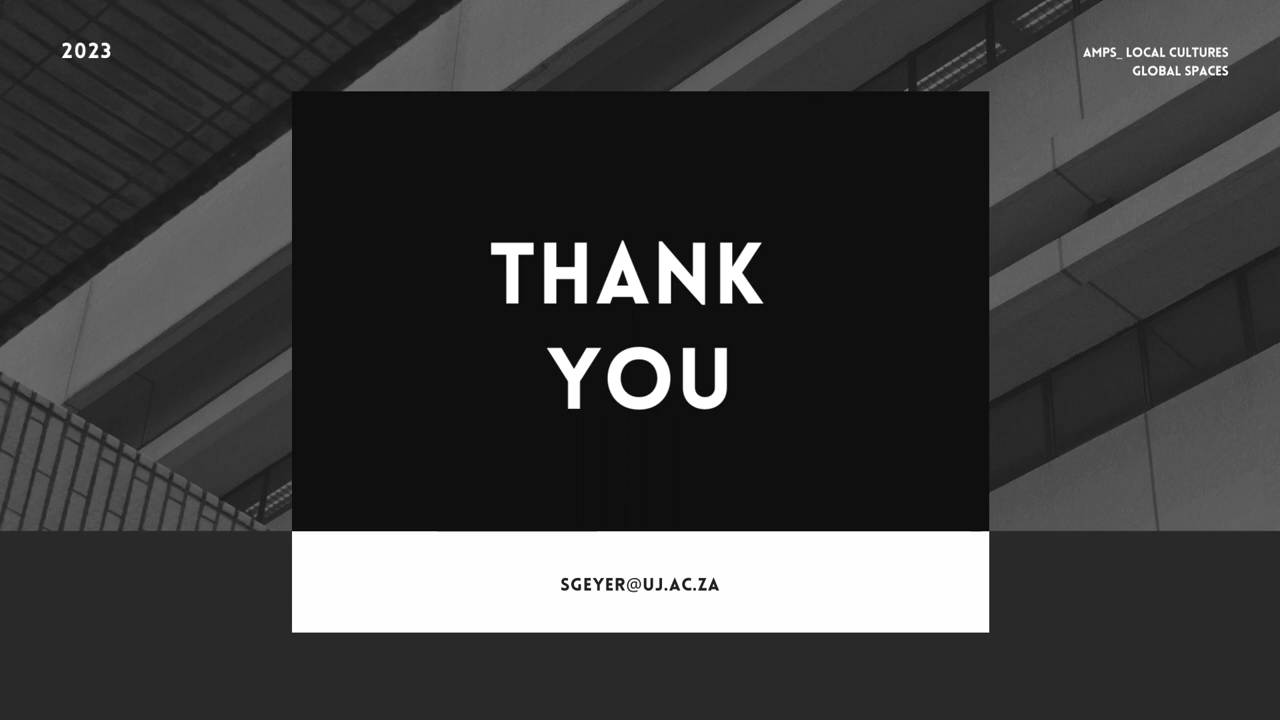 2023
AMPS_ LOCAL CULTURES
GLOBAL SPACES
THANK
YOU
SGEYER@UJ.AC.ZA